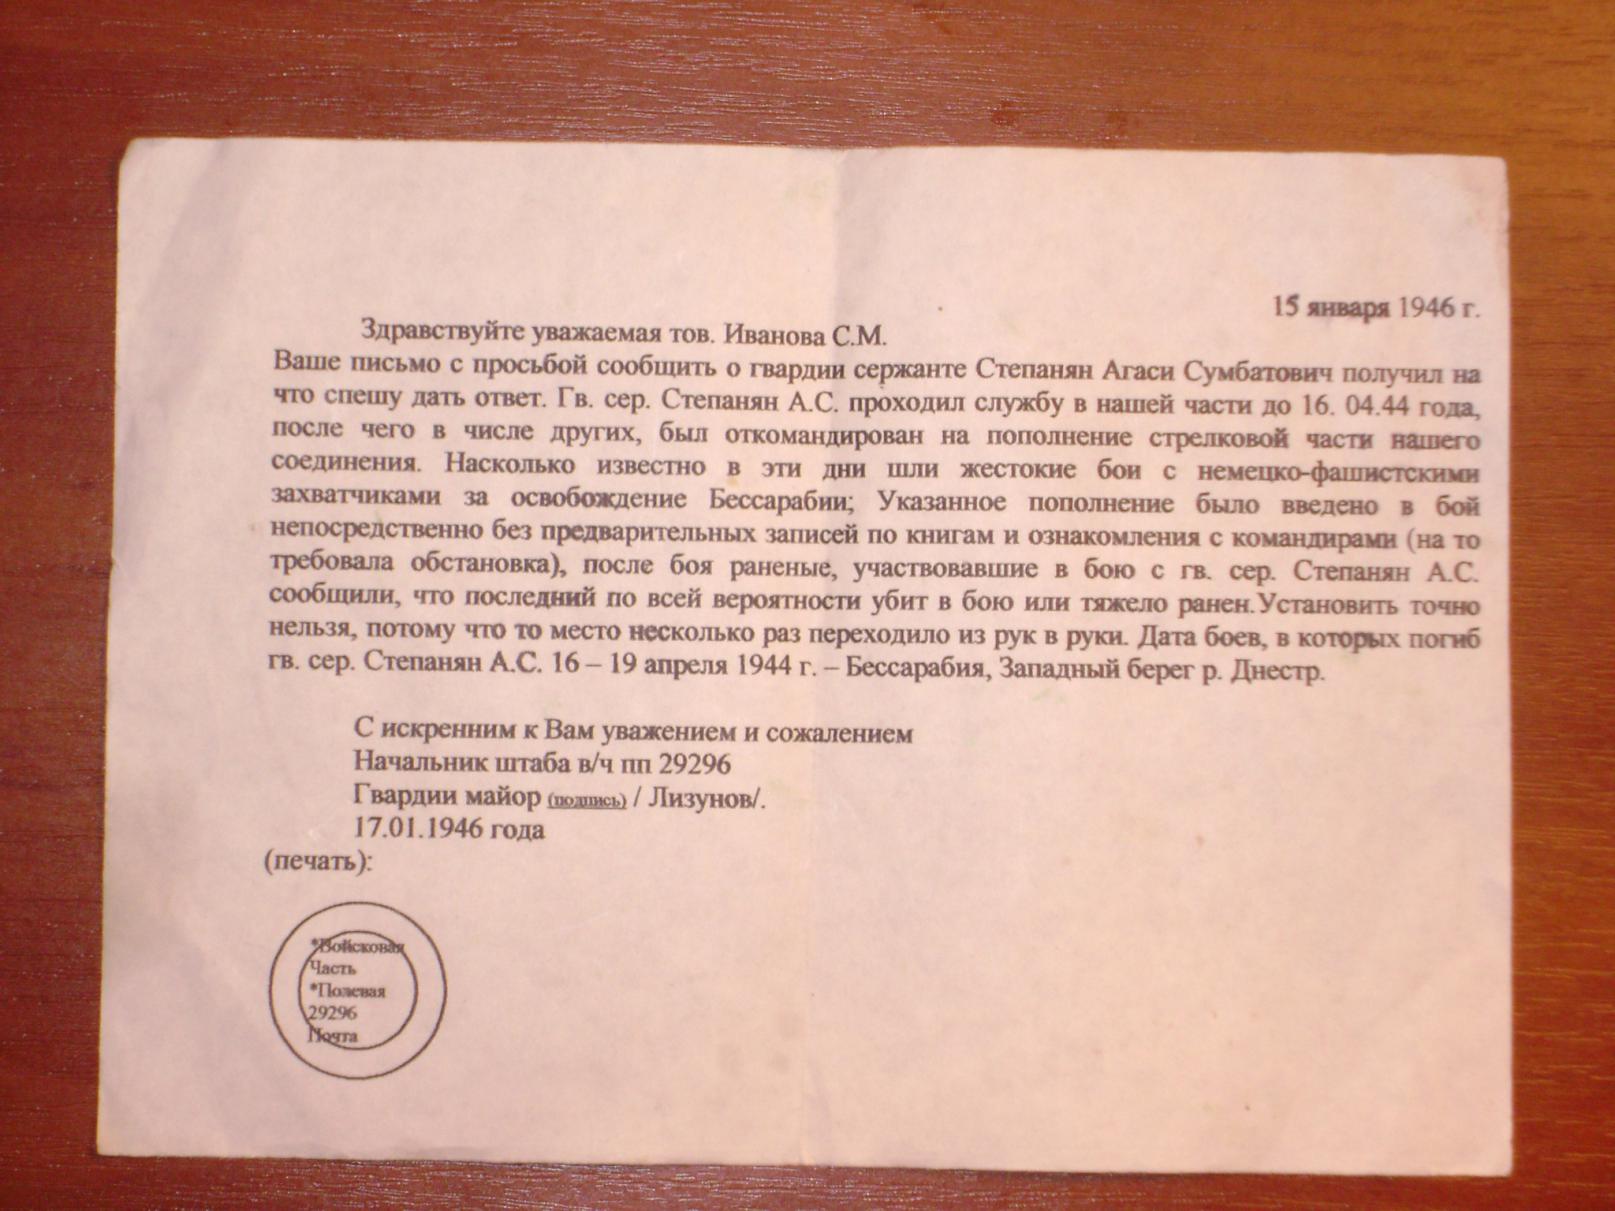 15 января 1946 г.
Здравствуйте уважаемая тов. Иванова С.М.
Ваше письмо с просьбой сообщить о гвардии сержанте Степанян Агаси Сумбатович получил на
что спешу дать ответ. Гв. сер. Степанян А.С. проходил службу в нашей части до 16. 04.44 года,
после чего в числе других, был откомандирован на пополнение стрелковой части нашего
соединения. Насколько известно в эти дни шли жестокие бои с немецко-фашистскими
захватчиками за освобождение Бессарабии; Указанное пополнение было введено в бой
непосредственно без предварительных записей по книгам и ознакомления с командирами (на то
требовала обстановка), после боя раненые, участвовавшие в бою с гв. сер. Степанян А.С.
сообщили, что последний по всей вероятности убит в бою или тяжело ранен.Установить точно
нельзя, потому что то место несколько раз переходило из рук в руки. Дата боев, в которых погиб
гв. сер. Степанян А.С. 16 – 19 апреля 1944 г. – Бессарабия, Западный берег р. Днестр.
С искренним к Вам уважением и сожалением
Начальник штаба в/ч пп 29296
Гвардии майор (подпись) / Лизунов/.
17.01.1946 года
(печать):
*Войсковая
Часть
*Полевая
29296
Почта